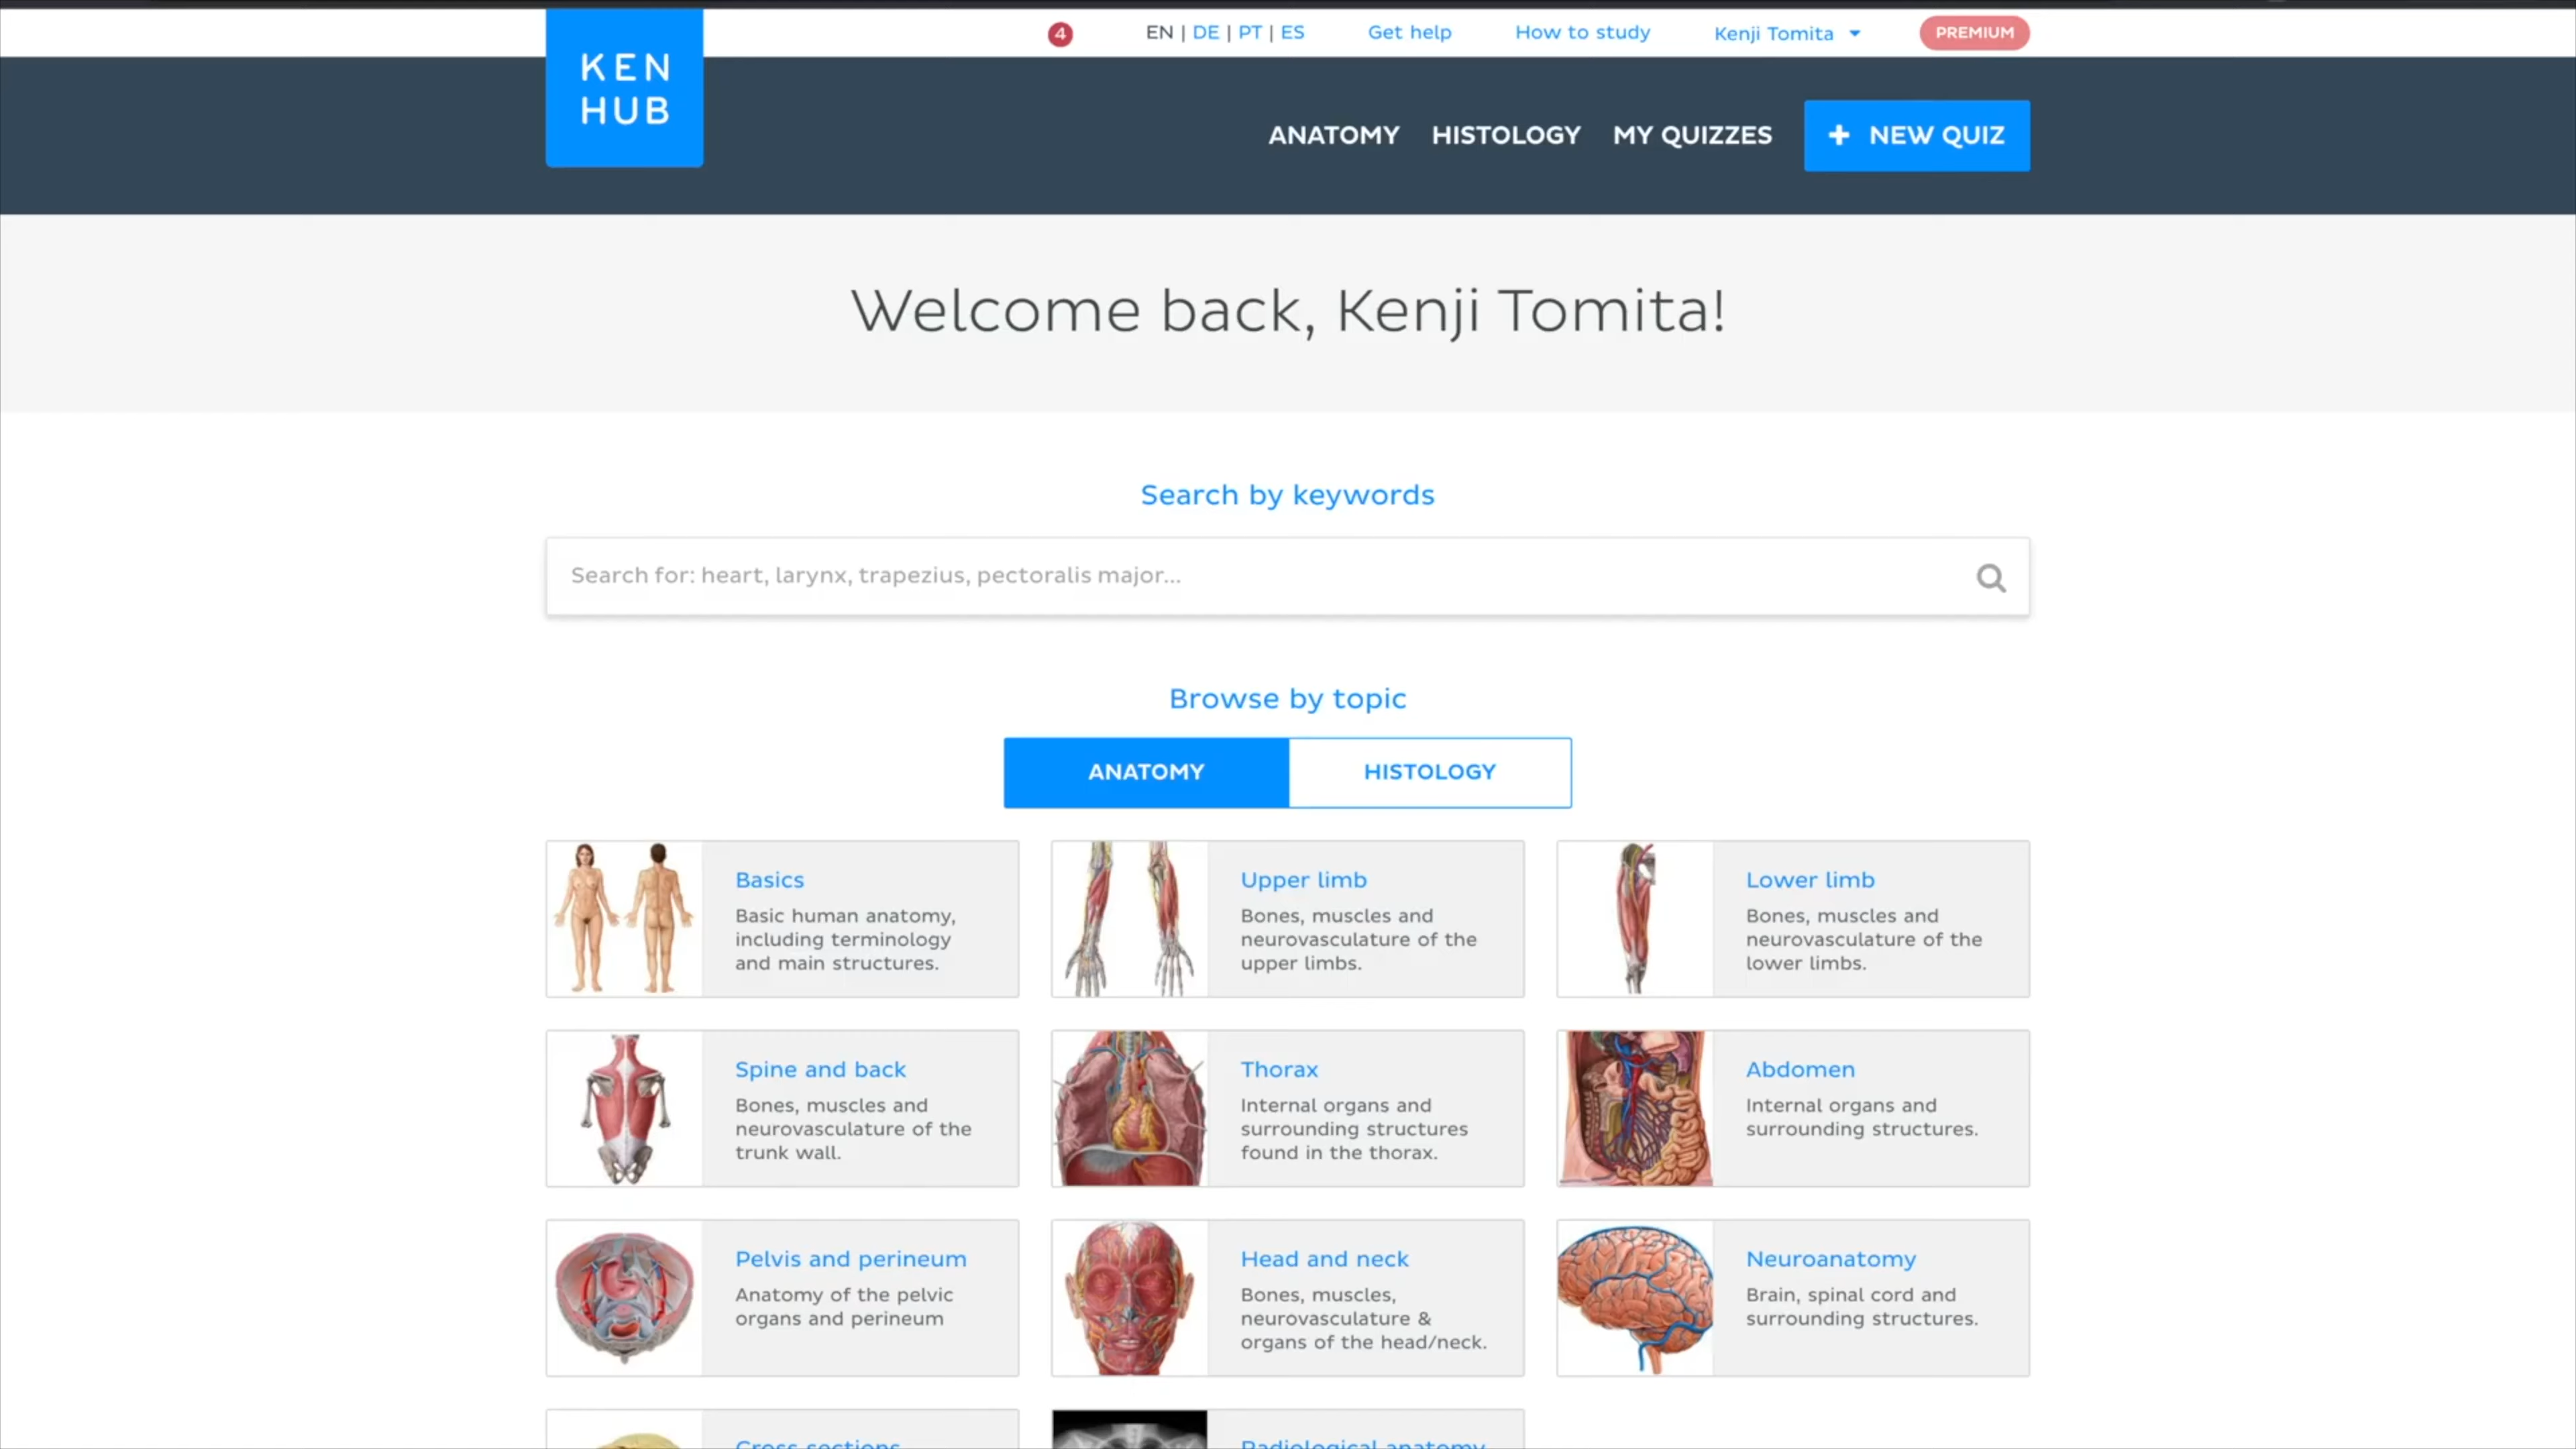 KEN
HUB
4
EN | DE | PT | ES
Get help
How to study
Kenji Tomita
PREMIUM
ANATOMY
HISTOLOGY
MY QUIZZES
+ NEW QUIZ
Welcome back, Kenji Tomita!
Search by keywords
Search for: heart, larynx, trapezius, pectoralis major...
Browse by topic
ANATOMY
HISTOLOGY
Basics
Basic human anatomy,
including terminology
and main structures.
Upper limb
Bones, muscles and
neurovasculature of the
upper limbs.
Lower limb
Bones, muscles and
neurovasculature of the
lower limbs.
Spine and back
Bones, muscles and
neurovasculature of the
trunk wall.
Thorax
Internal organs and
surrounding structures
found in the thorax.
Abdomen
Internal organs and
surrounding structures.
Pelvis and perineum
Anatomy of the pelvic
organs and perineum
Head and neck
Bones, muscles,
neurovasculature &
organs of the head/neck.
Neuroanatomy
Brain, spinal cord and
surrounding structures.
Cross sections
Radiological anatomy